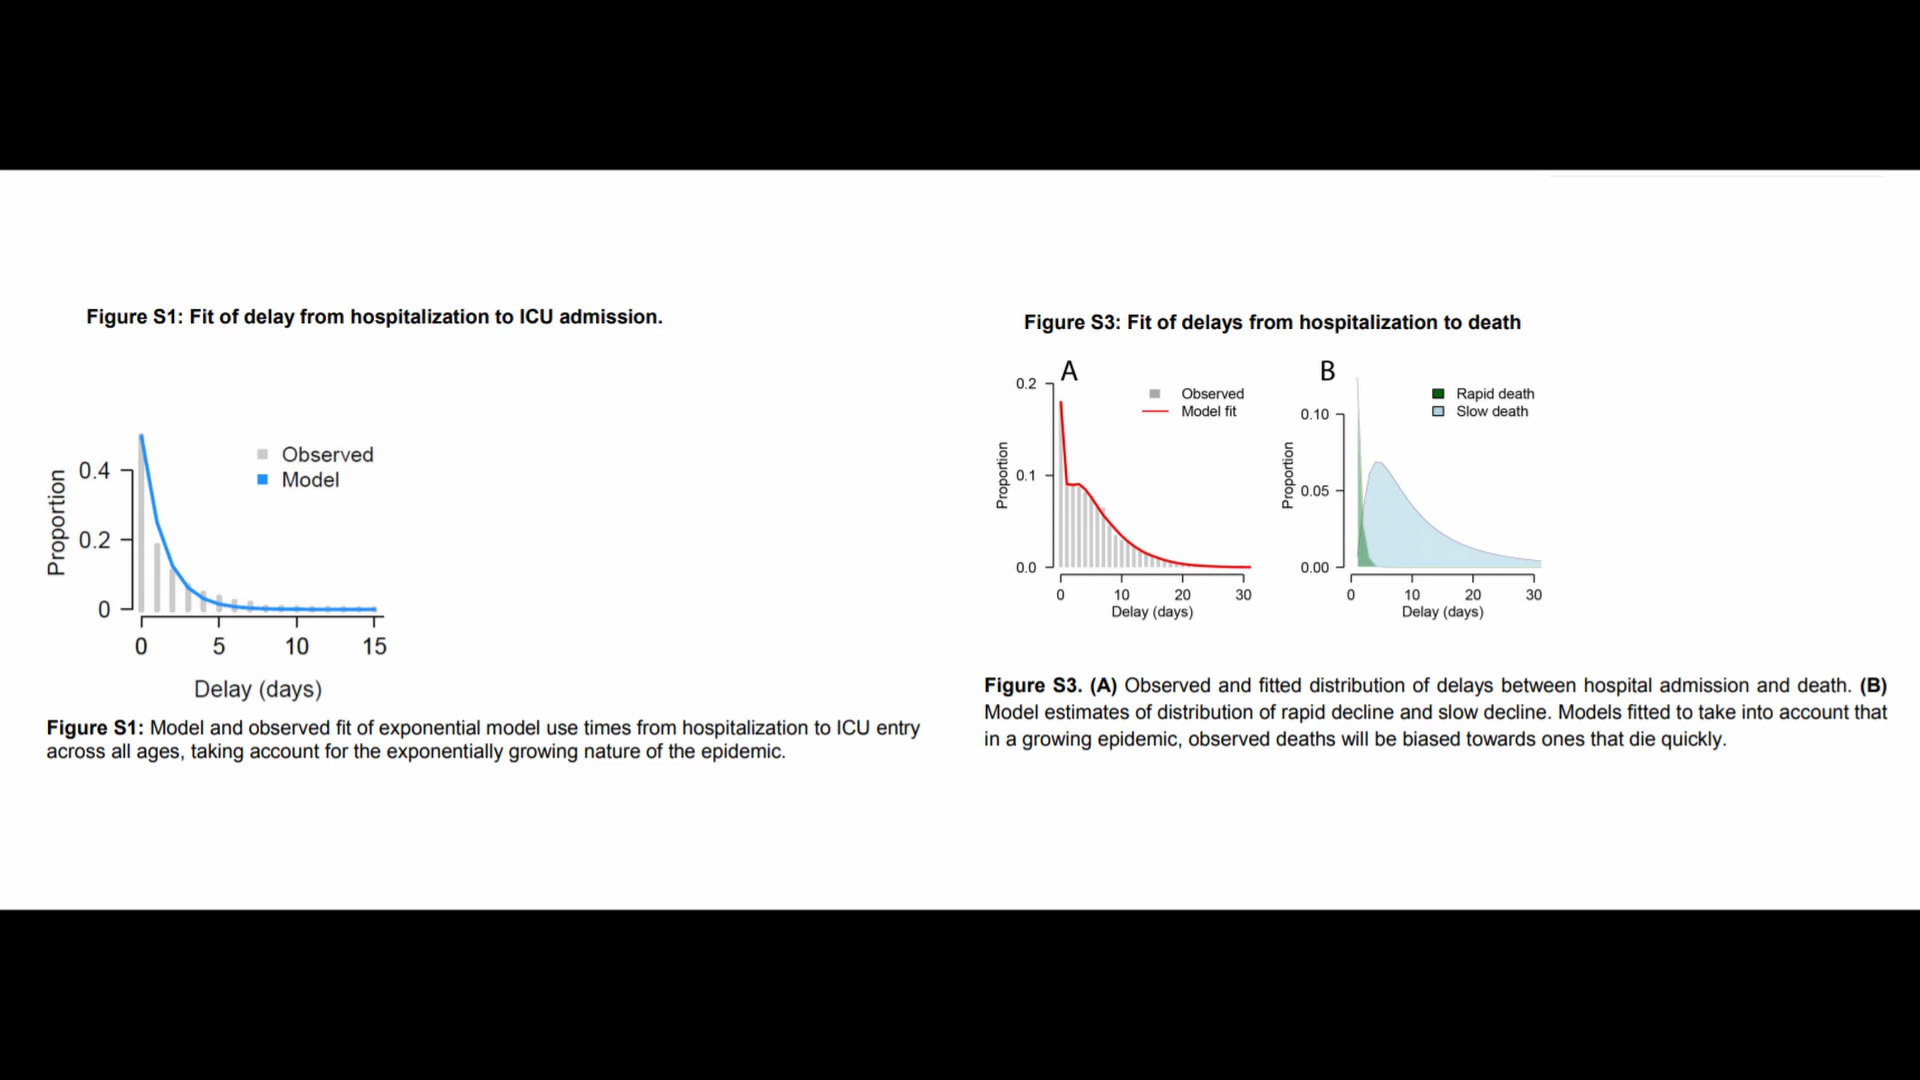 Figure S1: Fit of delay from hospitalization to ICU admission.
Proportion
0.4
0.2
0
Observed
Model
0 5 10 15
Delay (days)
Figure S1: Model and observed fit of exponential model use times from hospitalization to ICU entry
across all ages, taking account for the exponentially growing nature of the epidemic.
Figure S3: Fit of delays from hospitalization to death
A
Proportion
0.2
0.1
0.0
Observed
Model fit
0 10 20 30
Delay (days)
B
Proportion
0.10
0.05
0.00
Rapid death
Slow death
0 10 20 30
Delay (days)
Figure S3. (A) Observed and fitted distribution of delays between hospital admission and death. (B)
Model estimates of distribution of rapid decline and slow decline. Models fitted to take into account that
in a growing epidemic, observed deaths will be biased towards ones that die quickly.